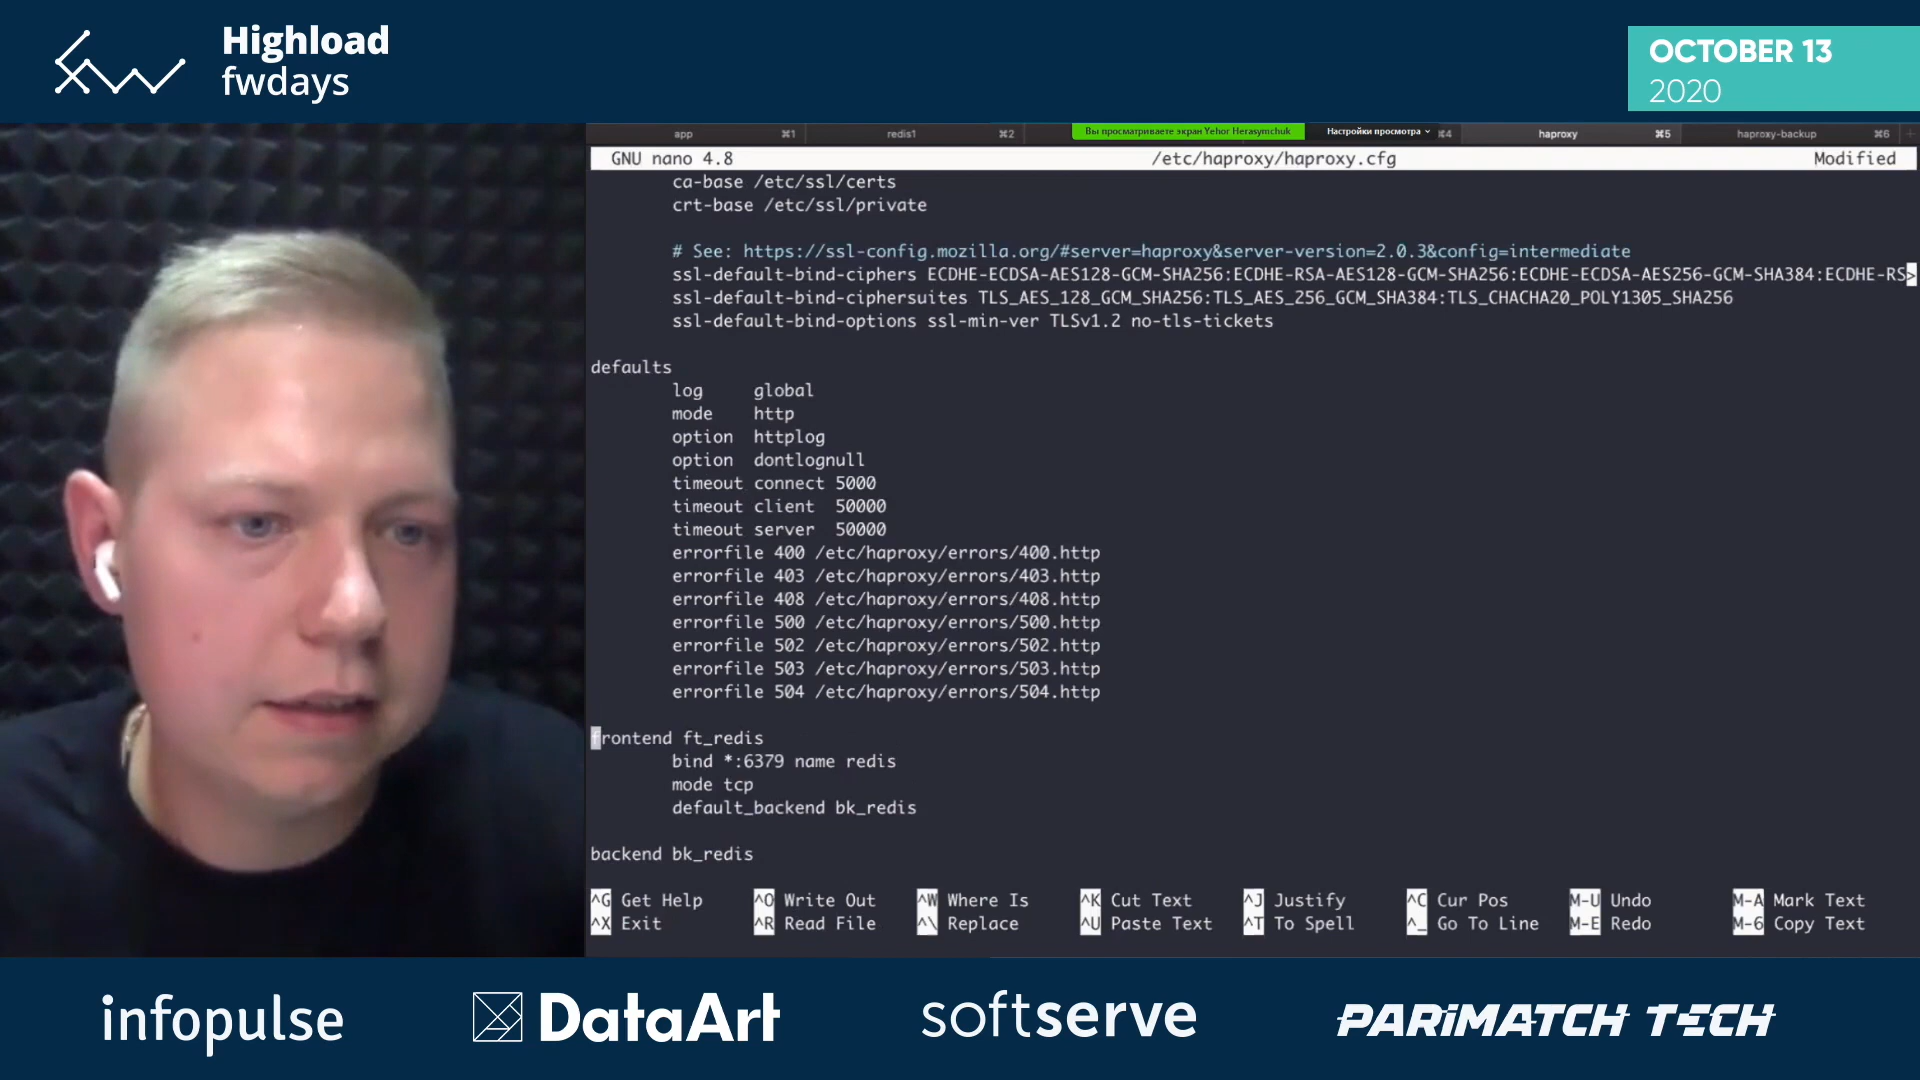 Highload
fwdays
OCTOBER 13
2020
app ⌘1 redis1 ⌘2 Вы просматриваете экран Yehor Herasymchuk Настройки просмотра ⌘4 haproxy ⌘5 haproxy-backup ⌘6
GNU nano 4.8 /etc/haproxy/haproxy.cfg Modified
ca-base /etc/ssl/certs
crt-base /etc/ssl/private
# See: https://ssl-config.mozilla.org/#server=haproxy&server-version=2.0.3&config=intermediate
ssl-default-bind-ciphers ECDHE-ECDSA-AES128-GCM-SHA256:ECDHE-RSA-AES128-GCM-SHA256:ECDHE-ECDSA-AES256-GCM-SHA384:ECDHE-RS>
ssl-default-bind-ciphersuites TLS_AES_128_GCM_SHA256:TLS_AES_256_GCM_SHA384:TLS_CHACHA20_POLY1305_SHA256
ssl-default-bind-options ssl-min-ver TLSv1.2 no-tls-tickets
defaults
log global
mode http
option httplog
option dontlognull
timeout connect 5000
timeout client 50000
timeout server 50000
errorfile 400 /etc/haproxy/errors/400.http
errorfile 403 /etc/haproxy/errors/403.http
errorfile 408 /etc/haproxy/errors/408.http
errorfile 500 /etc/haproxy/errors/500.http
errorfile 502 /etc/haproxy/errors/502.http
errorfile 503 /etc/haproxy/errors/503.http
errorfile 504 /etc/haproxy/errors/504.http
frontend ft_redis
bind *:6379 name redis
mode tcp
default_backend bk_redis
backend bk_redis
^G Get Help ^O Write Out ^W Where Is ^K Cut Text ^J Justify ^C Cur Pos M-U Undo M-A Mark Text
^X Exit ^R Read File ^\ Replace ^U Paste Text ^T To Spell ^_ Go To Line M-E Redo M-6 Copy Text
infopulse DataArt softserve PARiMATCH TECH